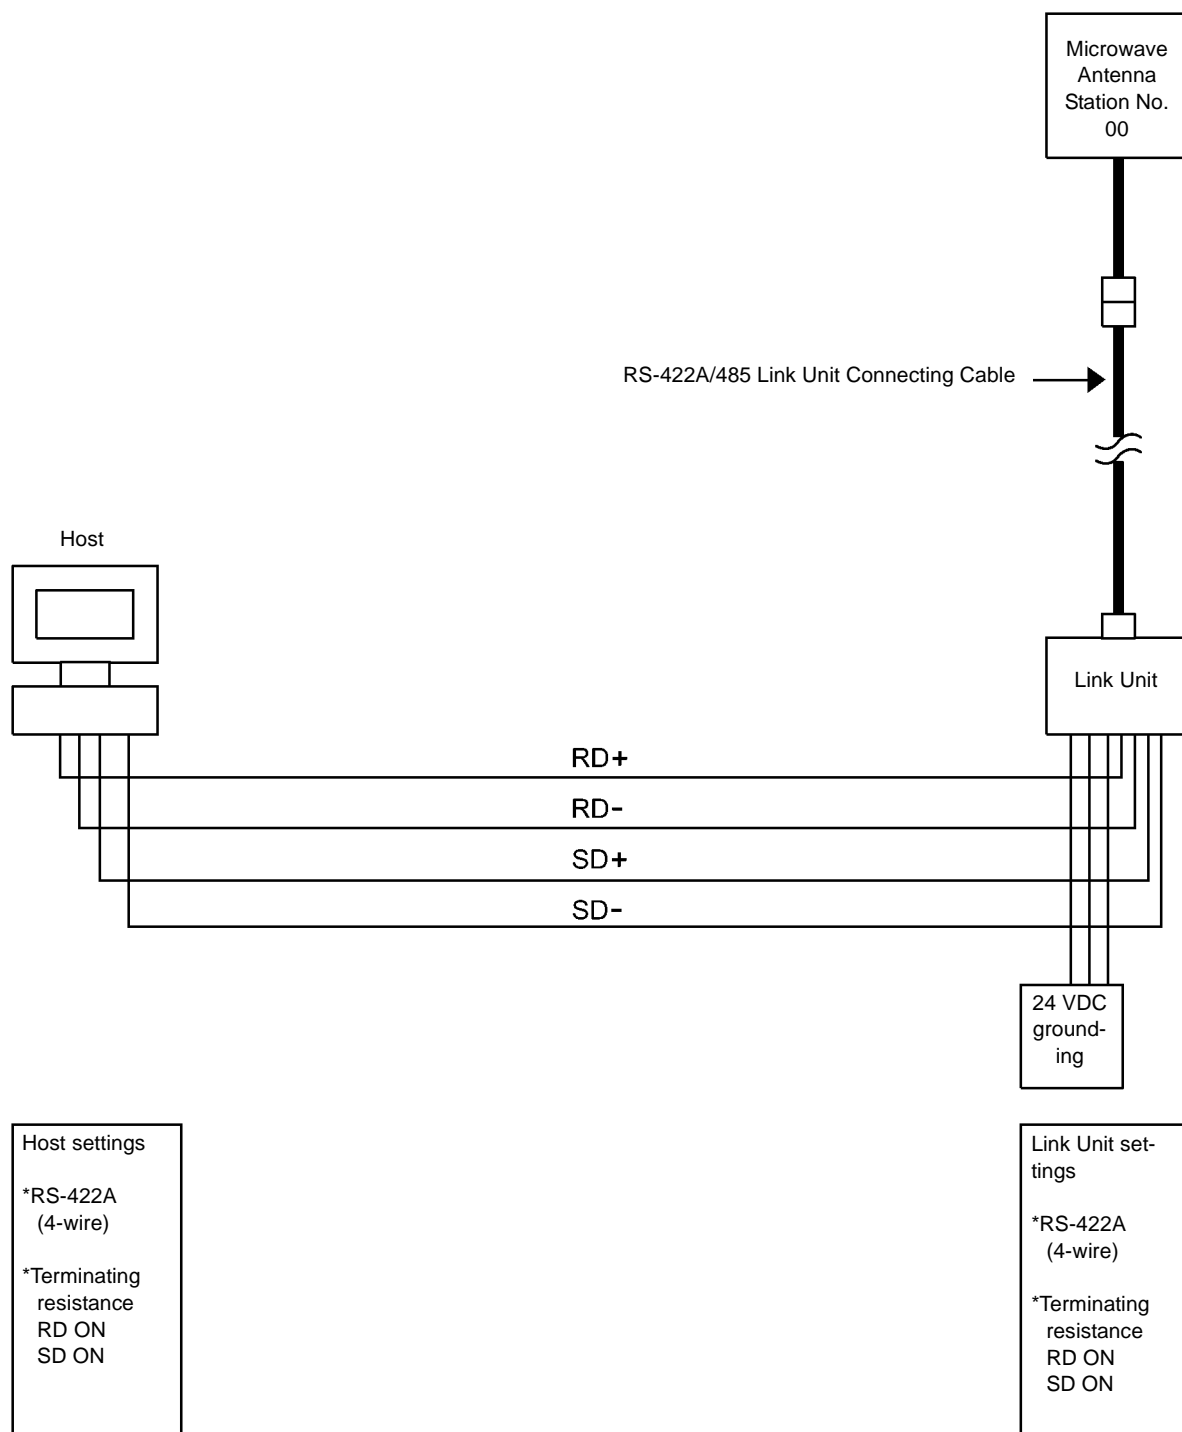 Microwave
Antenna
Station No.
00
RS-422A/485 Link Unit Connecting Cable
Host
Link Unit
RD+
RD-
SD+
SD-
24 VDC
ground-
ing
Host settings
*RS-422A
(4-wire)
*Terminating
resistance
RD ON
SD ON
Link Unit set-
tings
*RS-422A
(4-wire)
*Terminating
resistance
RD ON
SD ON